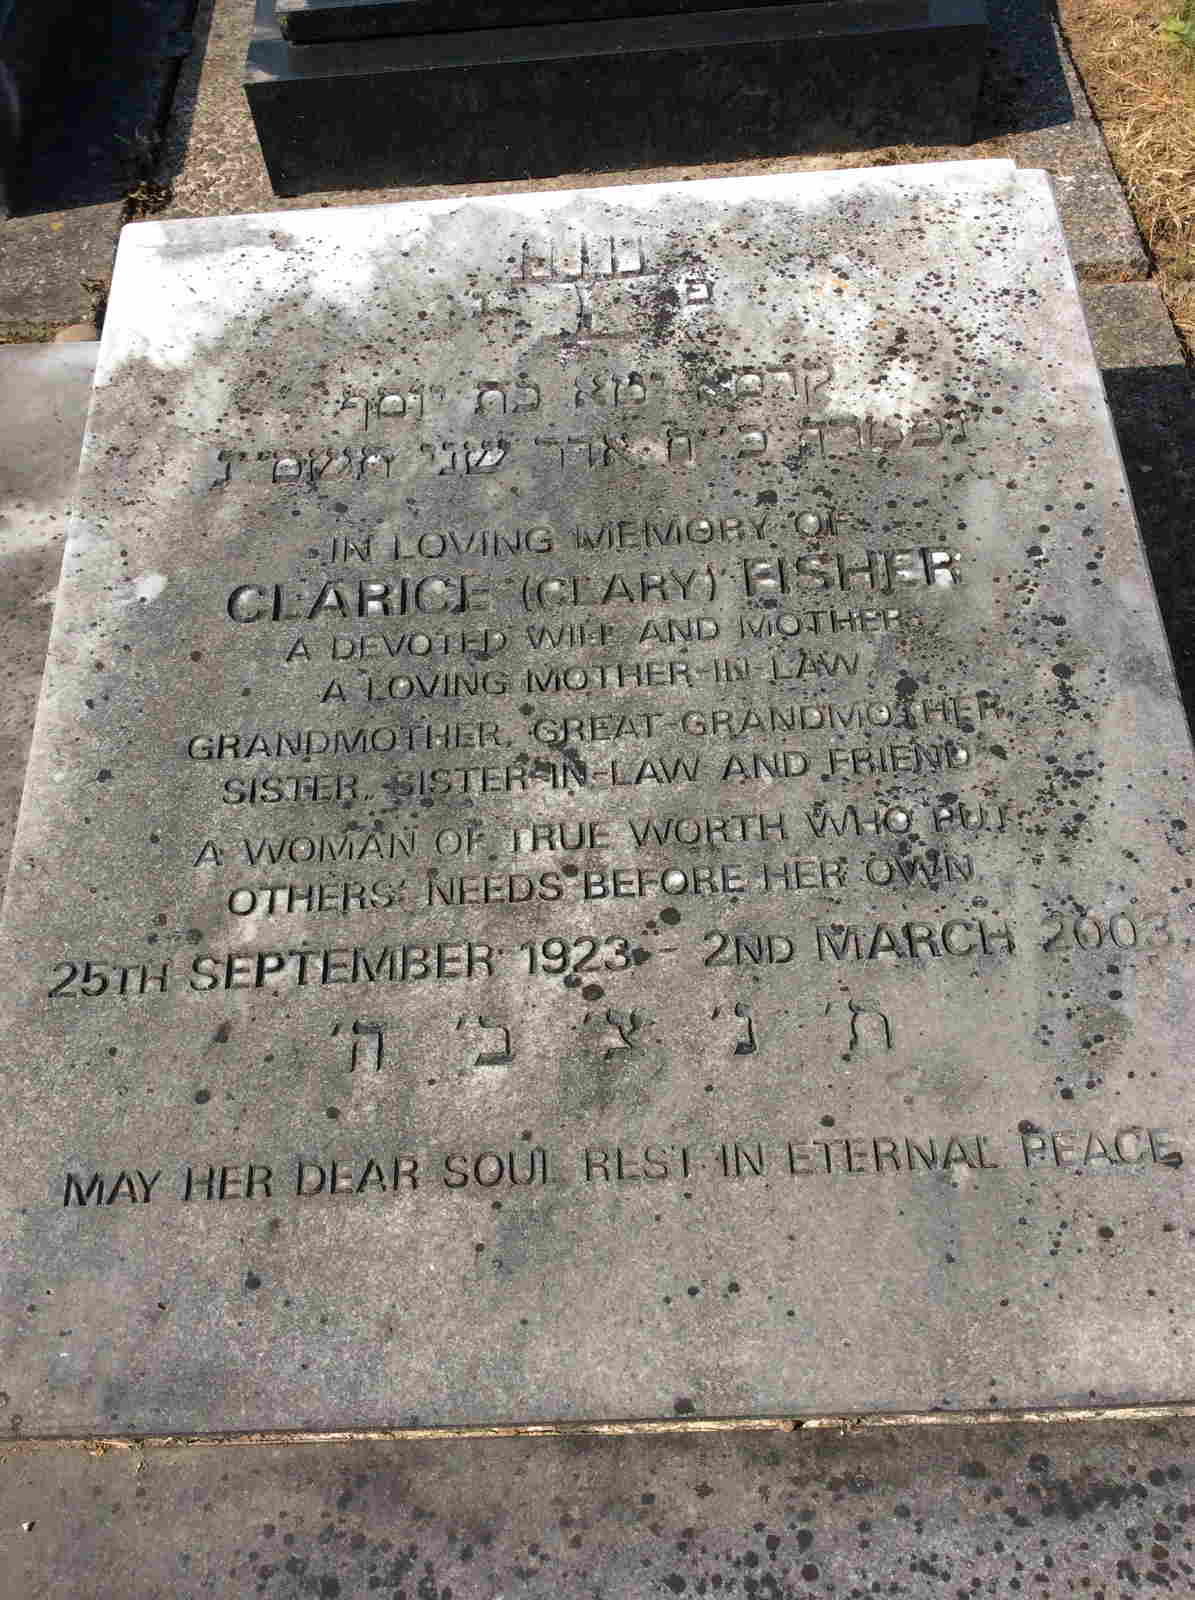 פ נ
בת יוסף
נפטרה כ״ח אדר שני תשס״ג
IN LOVING MEMORY OF
CLARICE (CLARY) FISHER
A DEVOTED WIFE AND MOTHER
A LOVING MOTHER-IN-LAW
GRANDMOTHER, GREAT-GRANDMOTHER,
SISTER, SISTER-IN-LAW AND FRIEND
A WOMAN OF TRUE WORTH WHO PUT
OTHERS' NEEDS BEFORE HER OWN
25TH SEPTEMBER 1923 - 2ND MARCH 2003
ת' נ' צ' ב' ה'
MAY HER DEAR SOUL REST IN ETERNAL PEACE